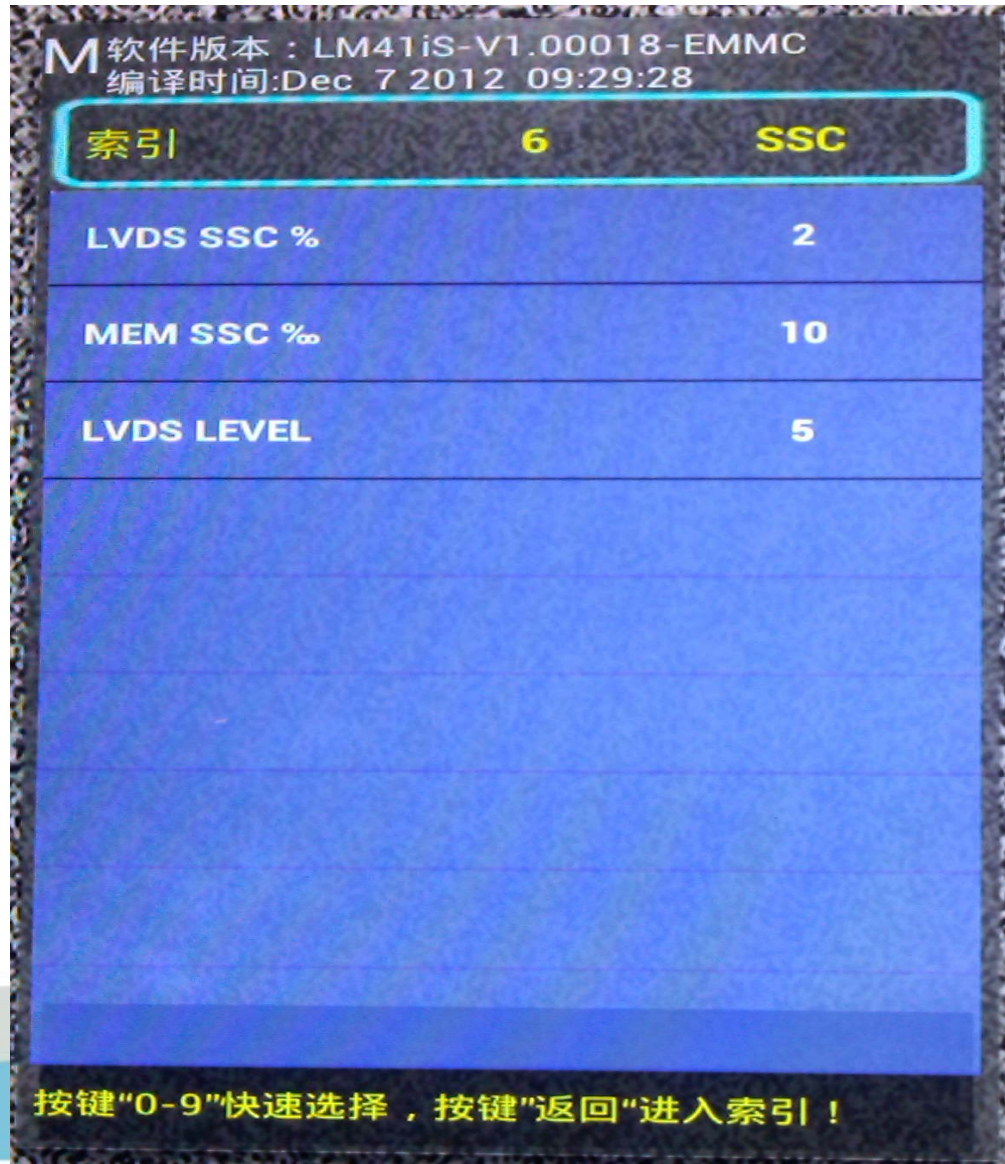 M
软件版本：LM41iS-V1.00018-EMMC
编译时间:Dec 7 2012 09:29:28
索引 6 SSC
LVDS SSC % 2
MEM SSC ‰ 10
LVDS LEVEL 5
按键“0-9”快速选择，按键”返回“进入索引！